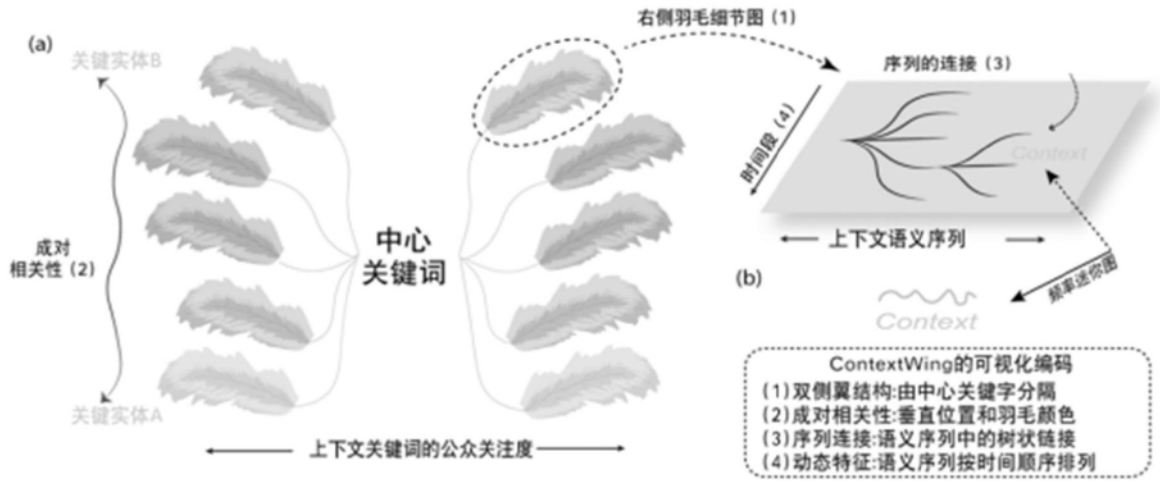 (a)
关键实体B
右侧羽毛细节图 (1)
序列的连接 (3)
时间段 (4)
Context
成对
相关性 (2)
中心
关键词
上下文语义序列
(b)
频率迷你图
Context
关键实体A
上下文关键词的公众关注度
ContextWing的可视化编码
(1)双侧翼结构:由中心关键字分隔
(2)成对相关性:垂直位置和羽毛颜色
(3)序列连接:语义序列中的树状链接
(4)动态特征:语义序列按时间顺序排列